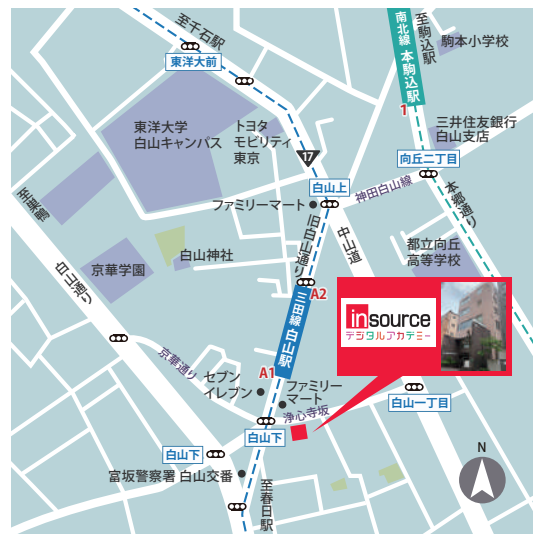 至千石駅
東洋大前
東洋大学
白山キャンパス
トヨタ
モビリティ
東京
17
南北線 本駒込駅
至駒込駅
駒本小学校
1
三井住友銀行
白山支店
向丘二丁目
白山上
神田白山線
本郷通り
ファミリーマート
旧白山通り
中山道
至巣鴨
白山通り
京華学園
白山神社
都立向丘
高等学校
A2
三田線 白山駅
insource
デジタルアカデミー
京華通り
A1
セブン
イレブン
ファミリー
マート
浄心寺坂
白山一丁目
白山下
白山下
富坂警察署 白山交番
至春日駅
N